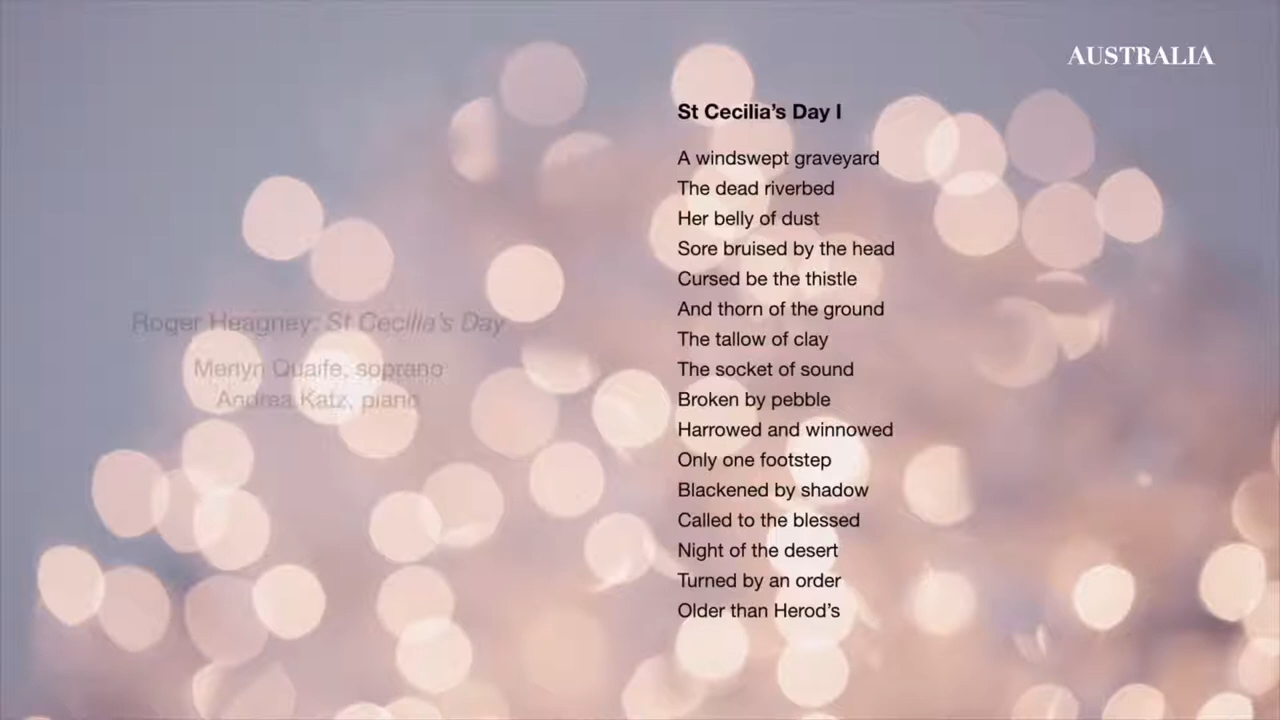 AUSTRALIA
Roger Heagney: St Cecilia's Day
Merlyn Quaife, soprano
Andrea Katz, piano
St Cecilia's Day I
A windswept graveyard
The dead riverbed
Her belly of dust
Sore bruised by the head
Cursed be the thistle
And thorn of the ground
The tallow of clay
The socket of sound
Broken by pebble
Harrowed and winnowed
Only one footstep
Blackened by shadow
Called to the blessed
Night of the desert
Turned by an order
Older than Herod's